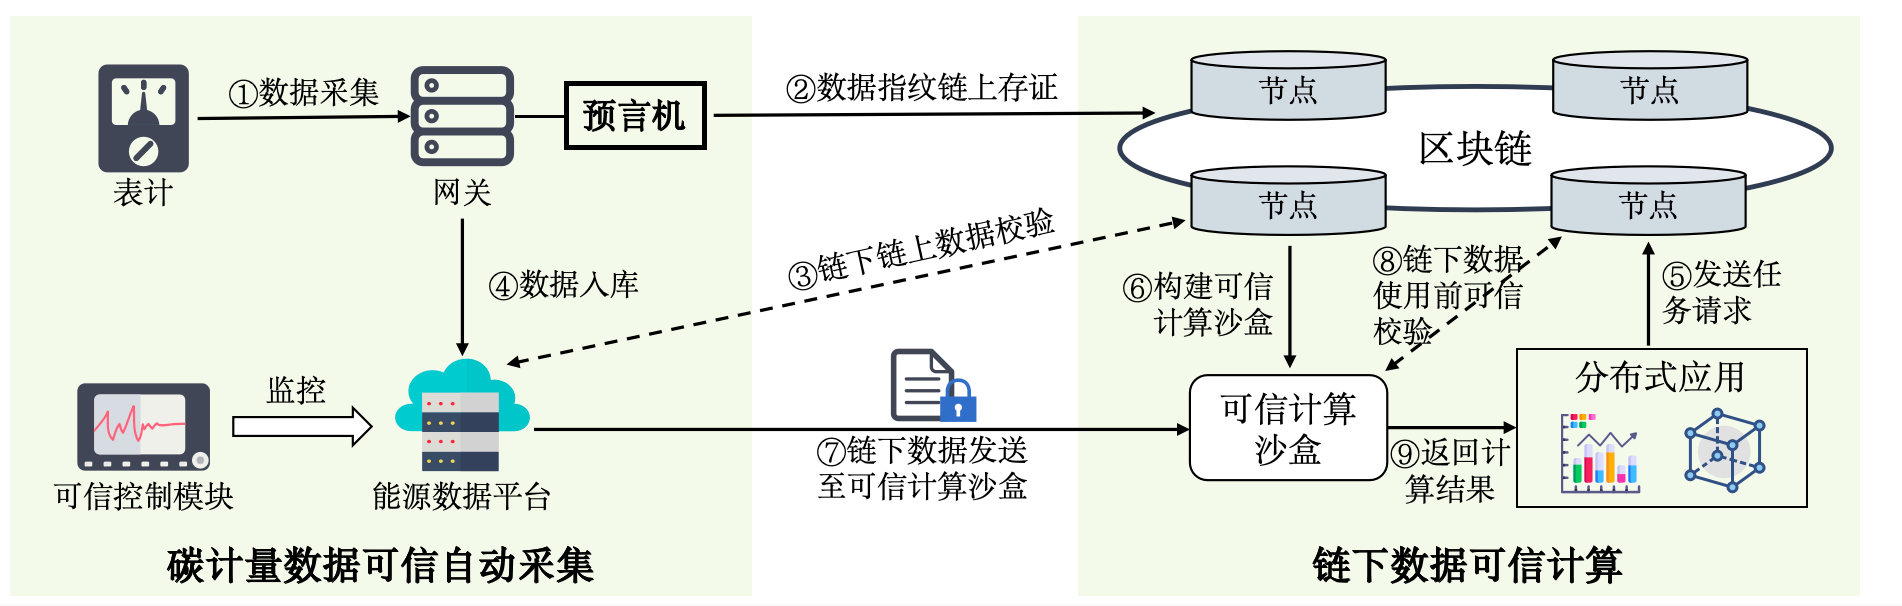 ①数据采集
预言机
表计
网关
④数据入库
监控
可信控制模块
能源数据平台
碳计量数据可信自动采集
②数据指纹链上存证
③链下链上数据校验
⑦链下数据发送
至可信计算沙盒
节点
节点
区块链
节点
节点
⑥构建可信
计算沙盒
⑧链下数据
使用前可信
校验
⑤发送任
务请求
可信计算
沙盒
⑨返回计
算结果
分布式应用
链下数据可信计算